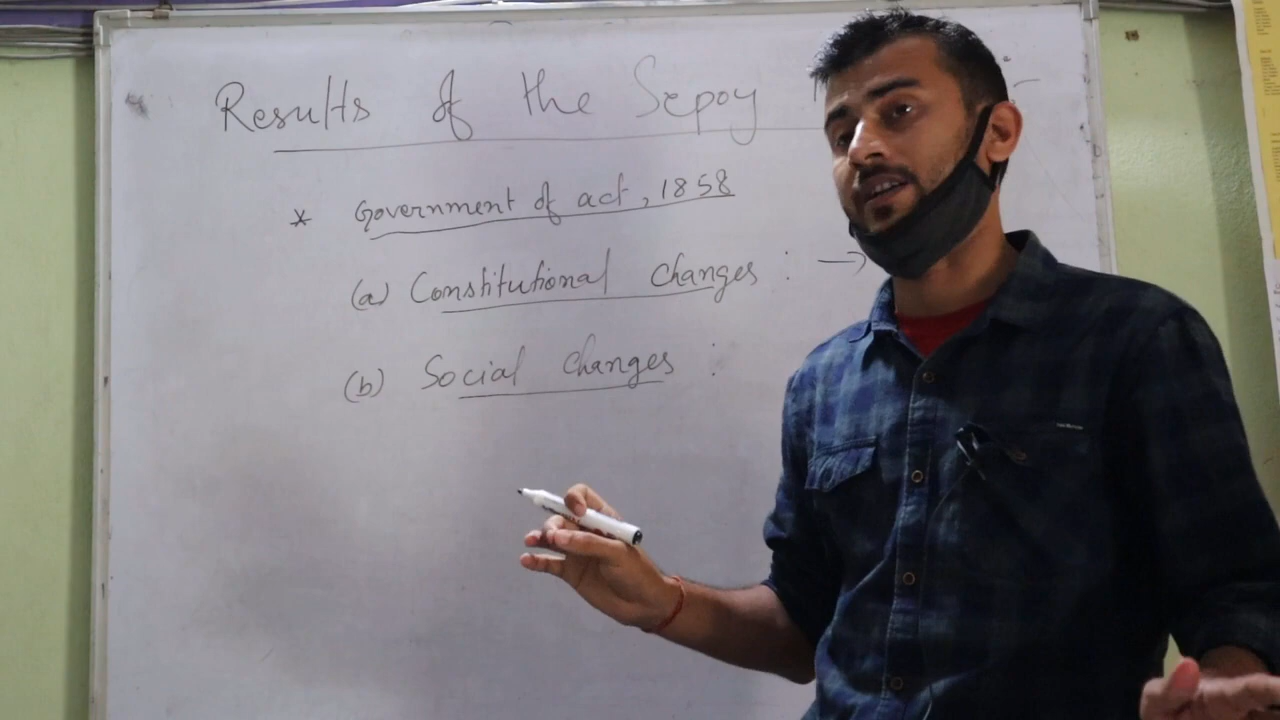 Results of the Sepoy
* Government of act, 1858
(a) Constitutional changes : →
(b) Social changes :